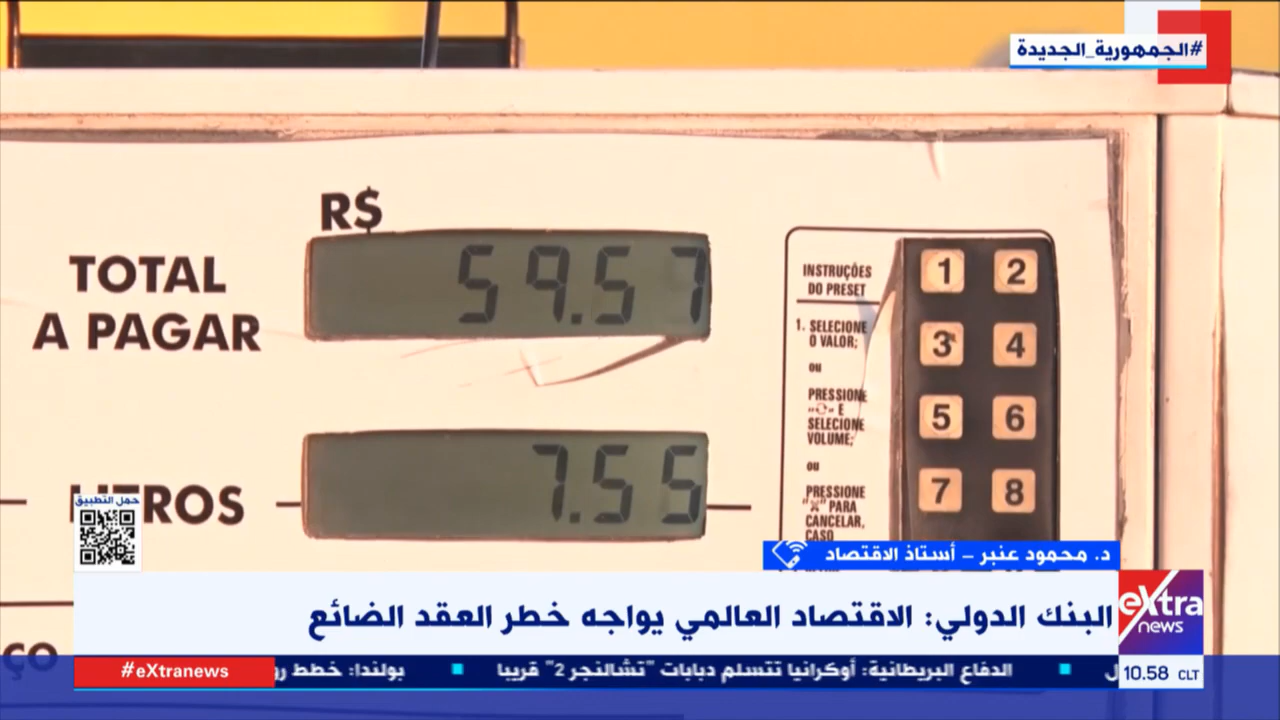 #الجمهورية_الجديدة
R$
TOTAL
A PAGAR
59.57
7.55
INSTRUÇÕES
DO PRESET
1. SELECIONE
O VALOR;
ou
PRESSIONE
E
SELECIONE
VOLUME;
ou
PRESSIONE
PARA
CANCELAR,
CASO
1 2
3 4
5 6
7 8
حمل التطبيق
د. محمود عنبر – أستاذ الاقتصاد
البنك الدولي: الاقتصاد العالمي يواجه خطر العقد الضائع
eXtra
news
#eXtranews
الدفاع البريطانية: أوكرانيا تتسلم دبابات "تشالنجر 2" قريبا
بولندا: خطط
10.58 CLT